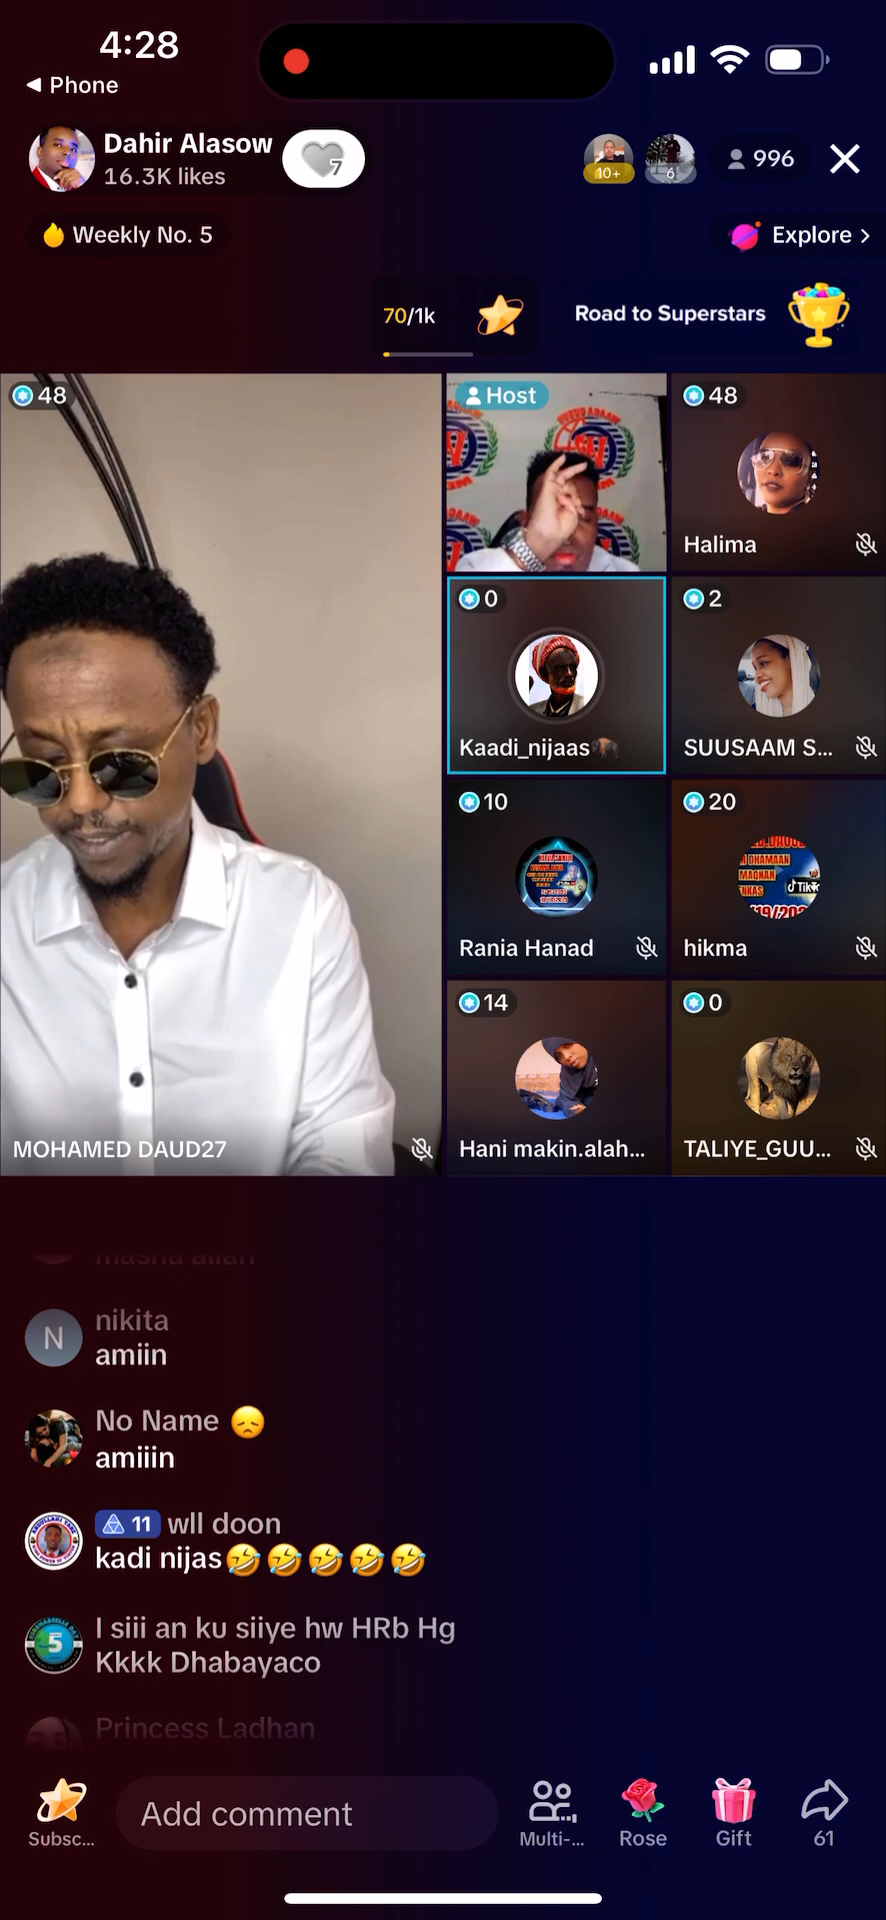 4:28
Phone
Dahir Alasow
16.3K likes
7
10+
6
996
Weekly No. 5
Explore >
70/1k
Road to Superstars
48
Host
48
Halima
0
2
Kaadi_nijaas
SUUSAAM S...
10
20
Rania Hanad
hikma
14
0
MOHAMED DAUD27
Hani makin.alah...
TALIYE_GUU...
masha allah
N
nikita
amiin
No Name
amiiin
11 wll doon
kadi nijas
I siii an ku siiye hw HRb Hg
Kkkk Dhabayaco
Princess Ladhan
Add comment
Subsc...
Multi-...
Rose
Gift
61